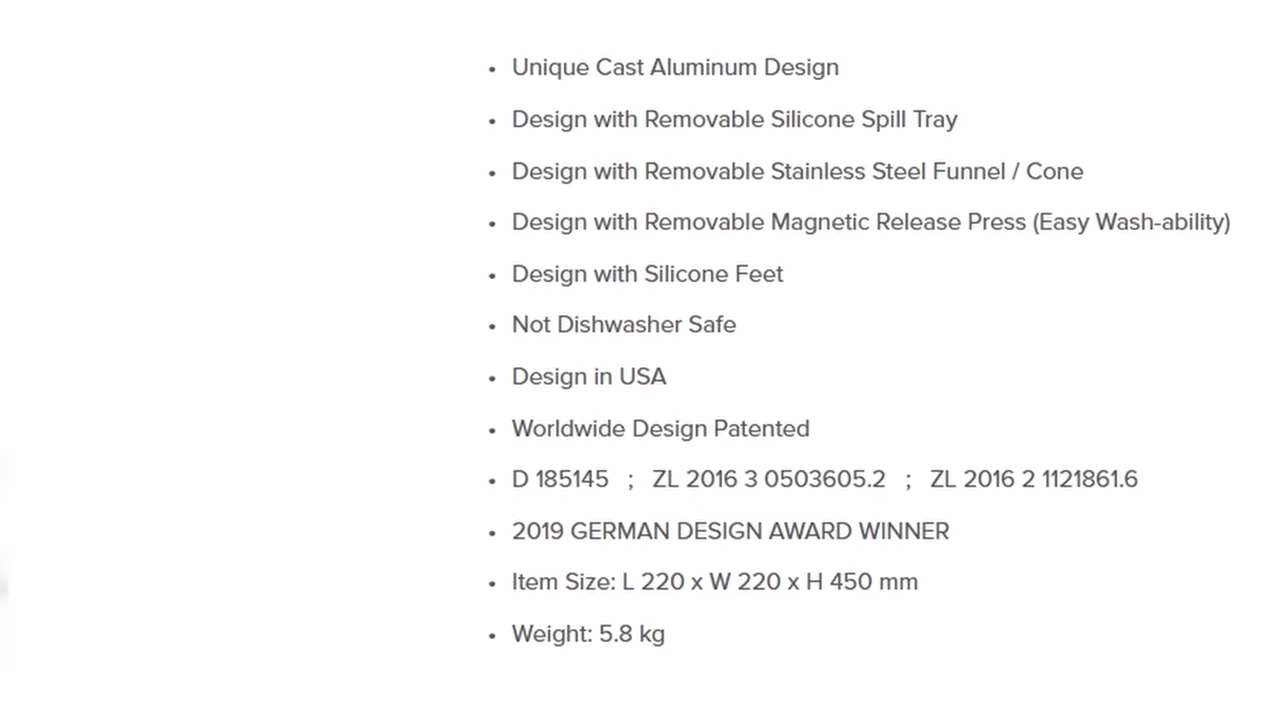 • Unique Cast Aluminum Design
• Design with Removable Silicone Spill Tray
• Design with Removable Stainless Steel Funnel / Cone
• Design with Removable Magnetic Release Press (Easy Wash-ability)
• Design with Silicone Feet
• Not Dishwasher Safe
• Design in USA
• Worldwide Design Patented
• D 185145 ; ZL 2016 3 0503605.2 ; ZL 2016 2 1121861.6
• 2019 GERMAN DESIGN AWARD WINNER
• Item Size: L 220 x W 220 x H 450 mm
• Weight: 5.8 kg